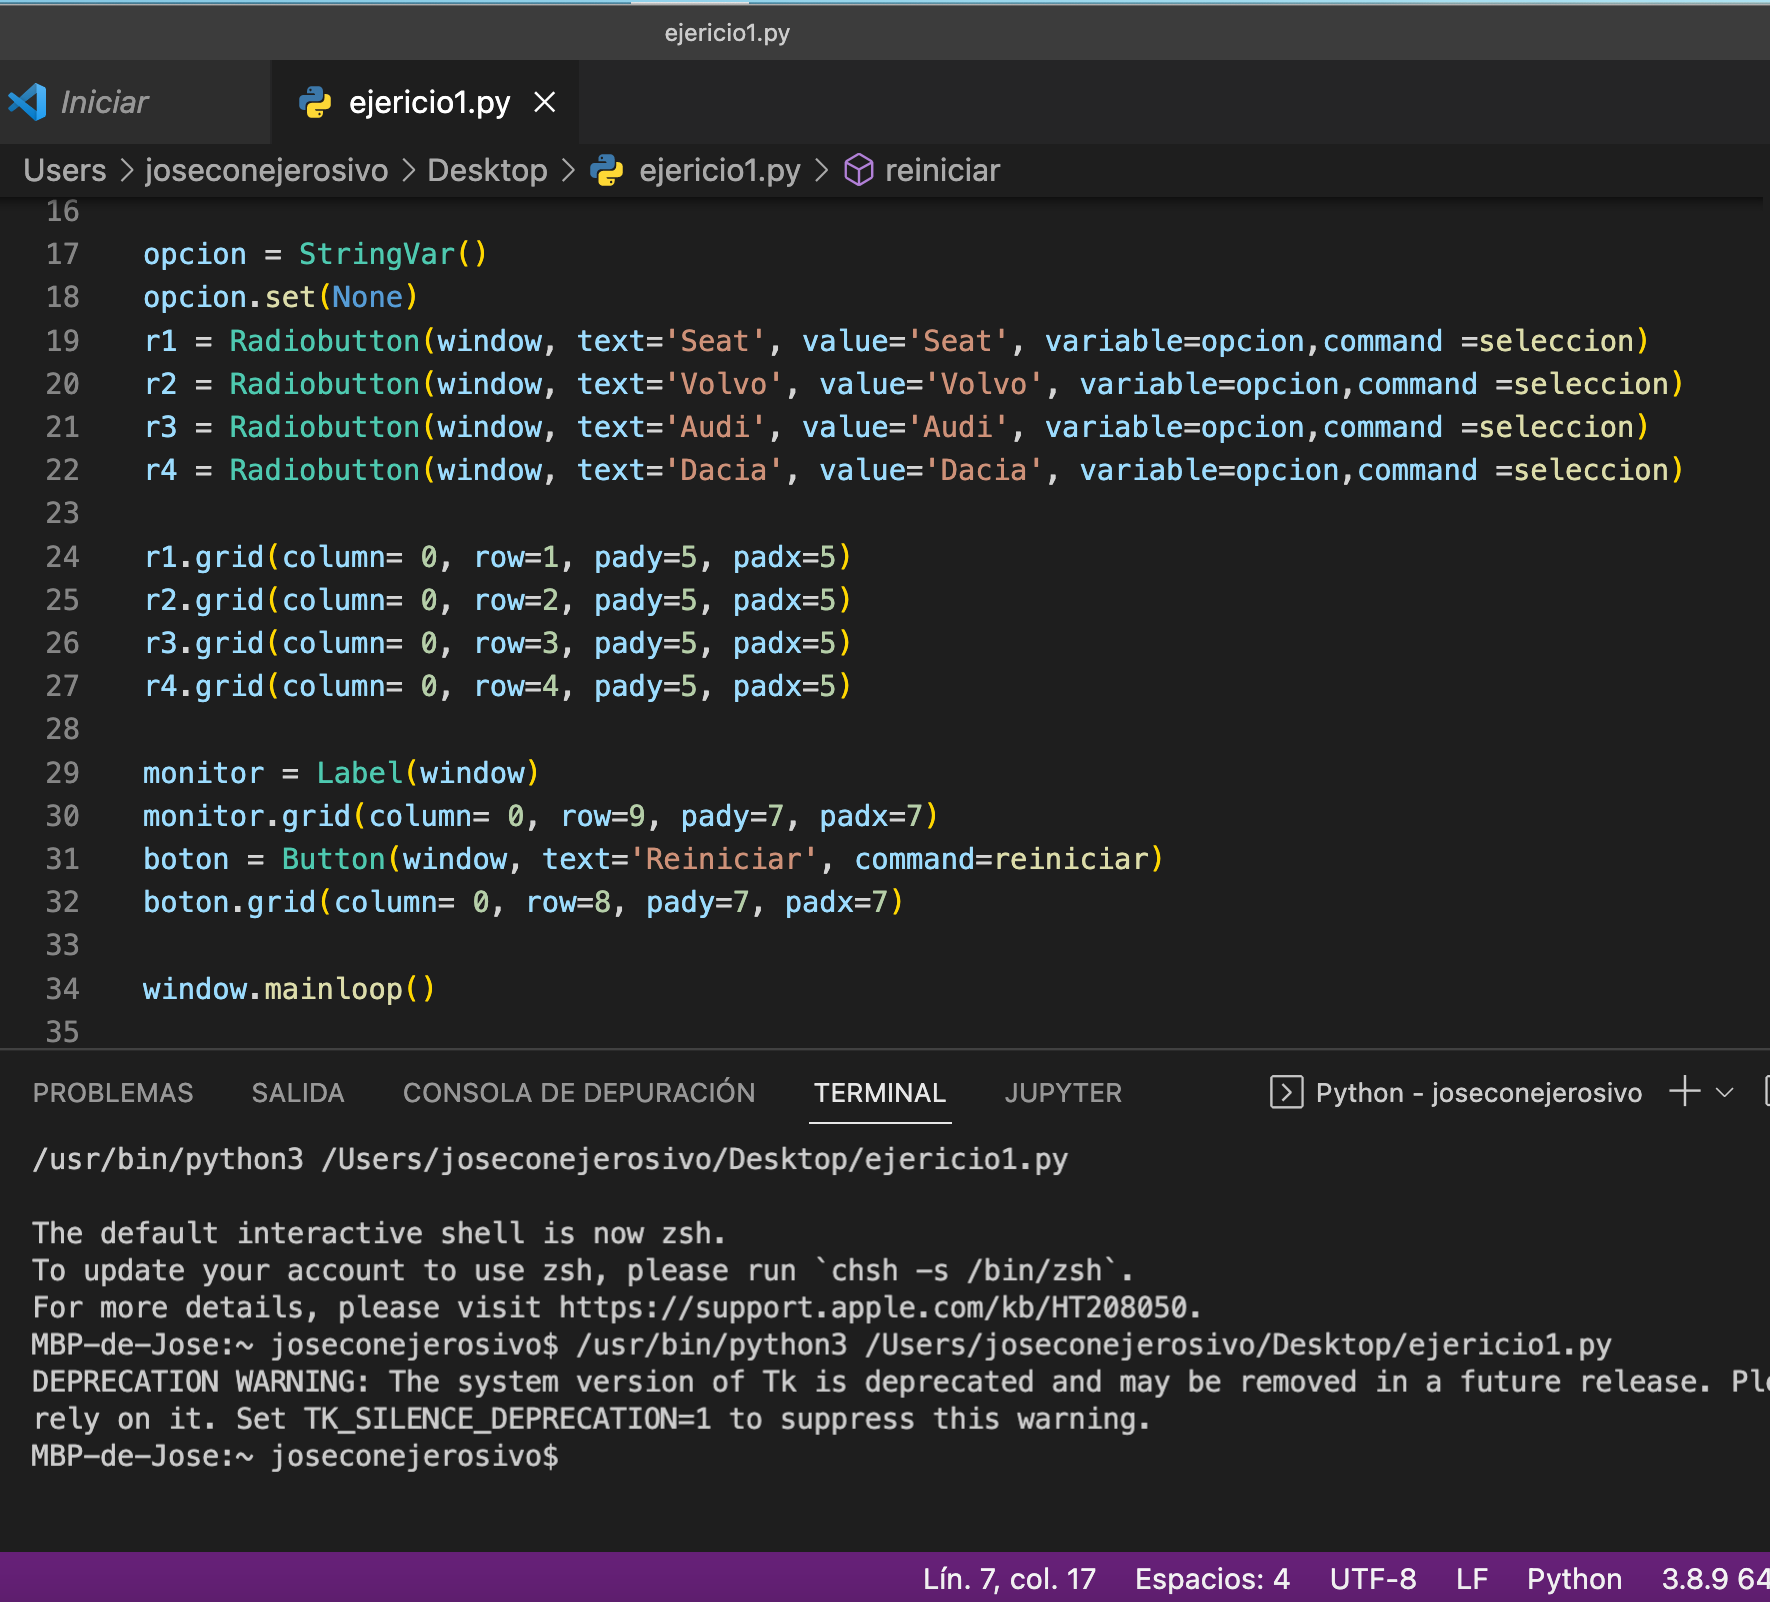 ejericio1.py
Iniciar ejericio1.py
Users > joseconejerosivo > Desktop > ejericio1.py > reiniciar
16
17 opcion = StringVar()
18 opcion.set(None)
19 r1 = Radiobutton(window, text='Seat', value='Seat', variable=opcion,command =seleccion)
20 r2 = Radiobutton(window, text='Volvo', value='Volvo', variable=opcion,command =seleccion)
21 r3 = Radiobutton(window, text='Audi', value='Audi', variable=opcion,command =seleccion)
22 r4 = Radiobutton(window, text='Dacia', value='Dacia', variable=opcion,command =seleccion)
23
24 r1.grid(column= 0, row=1, pady=5, padx=5)
25 r2.grid(column= 0, row=2, pady=5, padx=5)
26 r3.grid(column= 0, row=3, pady=5, padx=5)
27 r4.grid(column= 0, row=4, pady=5, padx=5)
28
29 monitor = Label(window)
30 monitor.grid(column= 0, row=9, pady=7, padx=7)
31 boton = Button(window, text='Reiniciar', command=reiniciar)
32 boton.grid(column= 0, row=8, pady=7, padx=7)
33
34 window.mainloop()
35
PROBLEMAS SALIDA CONSOLA DE DEPURACIÓN TERMINAL JUPYTER Python - joseconejerosivo
/usr/bin/python3 /Users/joseconejerosivo/Desktop/ejericio1.py
The default interactive shell is now zsh.
To update your account to use zsh, please run `chsh -s /bin/zsh`.
For more details, please visit https://support.apple.com/kb/HT208050.
MBP-de-Jose:~ joseconejerosivo$ /usr/bin/python3 /Users/joseconejerosivo/Desktop/ejericio1.py
DEPRECATION WARNING: The system version of Tk is deprecated and may be removed in a future release.
rely on it. Set TK_SILENCE_DEPRECATION=1 to suppress this warning.
MBP-de-Jose:~ joseconejerosivo$
Lín. 7, col. 17 Espacios: 4 UTF-8 LF Python 3.8.9 64